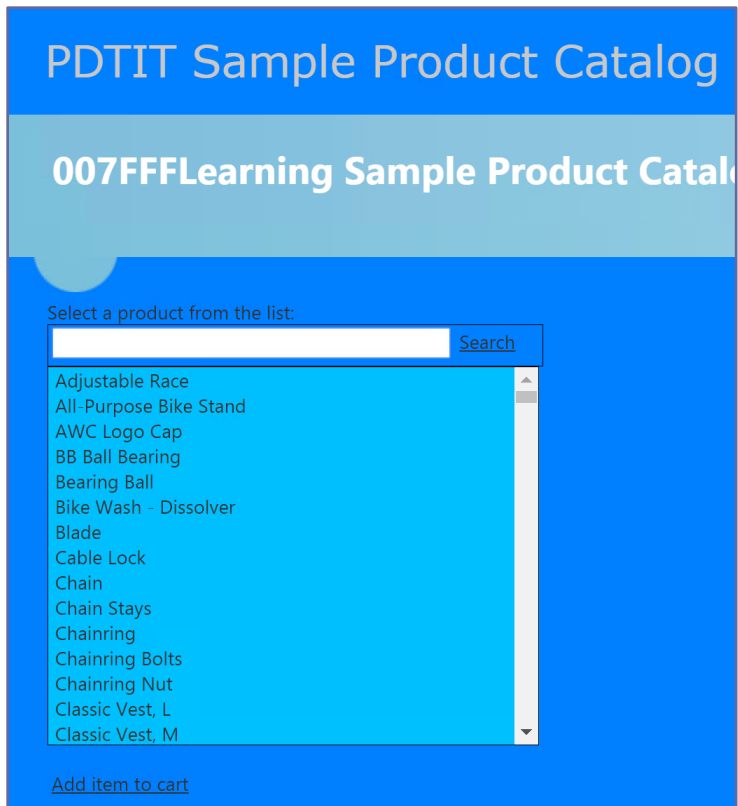 PDTIT Sample Product Catalog
007FFFLearning Sample Product Catal
Select a product from the list:
Search
Adjustable Race
All-Purpose Bike Stand
AWC Logo Cap
BB Ball Bearing
Bearing Ball
Bike Wash - Dissolver
Blade
Cable Lock
Chain
Chain Stays
Chainring
Chainring Bolts
Chainring Nut
Classic Vest, L
Classic Vest, M
Add item to cart